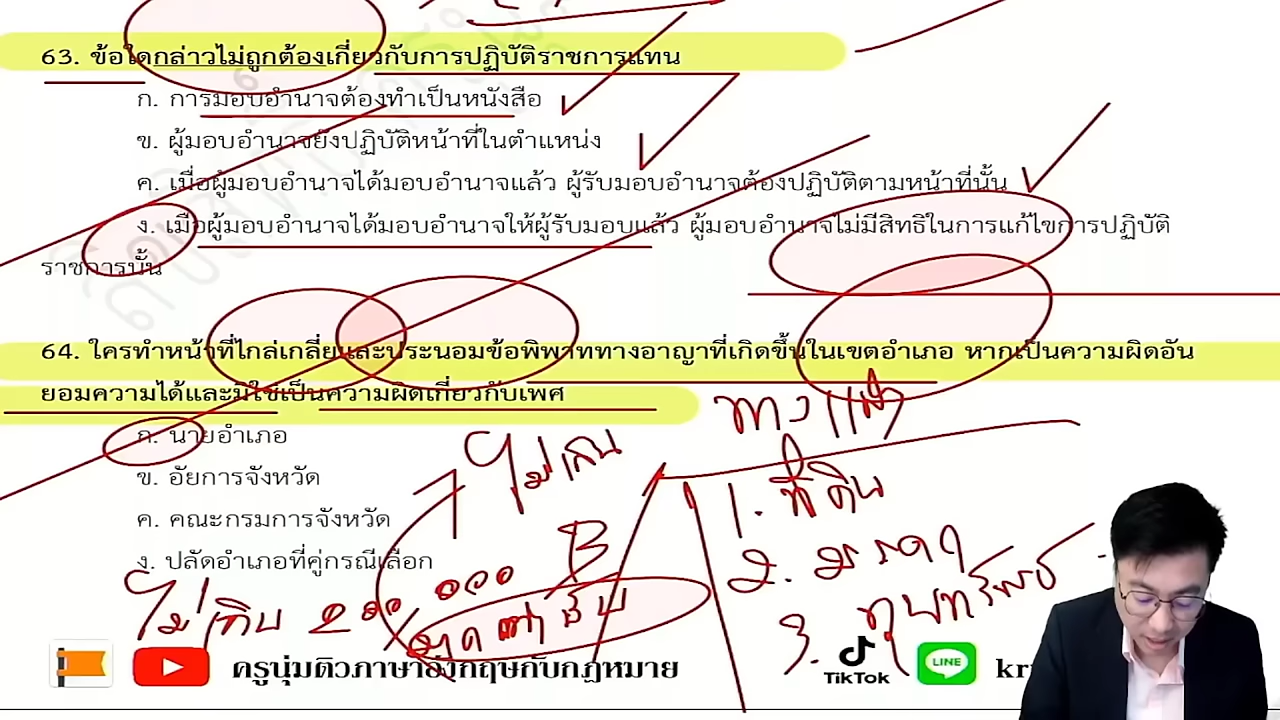 63. ข้อใดกล่าวไม่ถูกต้องเกี่ยวกับการปฏิบัติราชการแทน
ก. การมอบอำนาจต้องทำเป็นหนังสือ
ข. ผู้มอบอำนาจยังปฏิบัติหน้าที่ในตำแหน่ง
ค. เมื่อผู้มอบอำนาจได้มอบอำนาจแล้ว ผู้รับมอบอำนาจต้องปฏิบัติตามหน้าที่นั้น
ง. เมื่อผู้มอบอำนาจได้มอบอำนาจให้ผู้รับมอบแล้ว ผู้มอบอำนาจไม่มีสิทธิในการแก้ไขการปฏิบัติ
ราชการนั้น
64. ใครทำหน้าที่ไกล่เกลี่ยและประนอมข้อพิพาททางอาญาที่เกิดขึ้นในเขตอำเภอ หากเป็นความผิดอัน
ยอมความได้และมิใช่เป็นความผิดเกี่ยวกับเพศ
ก. นายอำเภอ
ทางแพ่ง
ไม่เกิน
ข. อัยการจังหวัด
1. ที่ดิน
ค. คณะกรมการจังหวัด
2. มรดก
ง. ปลัดอำเภอที่คู่กรณีเลือก
3. ทุนทรัพย์
ไม่เกิน 200 000 B
ครูนุ่มติวภาษาอังกฤษกับกฎหมาย
TikTok
LINE